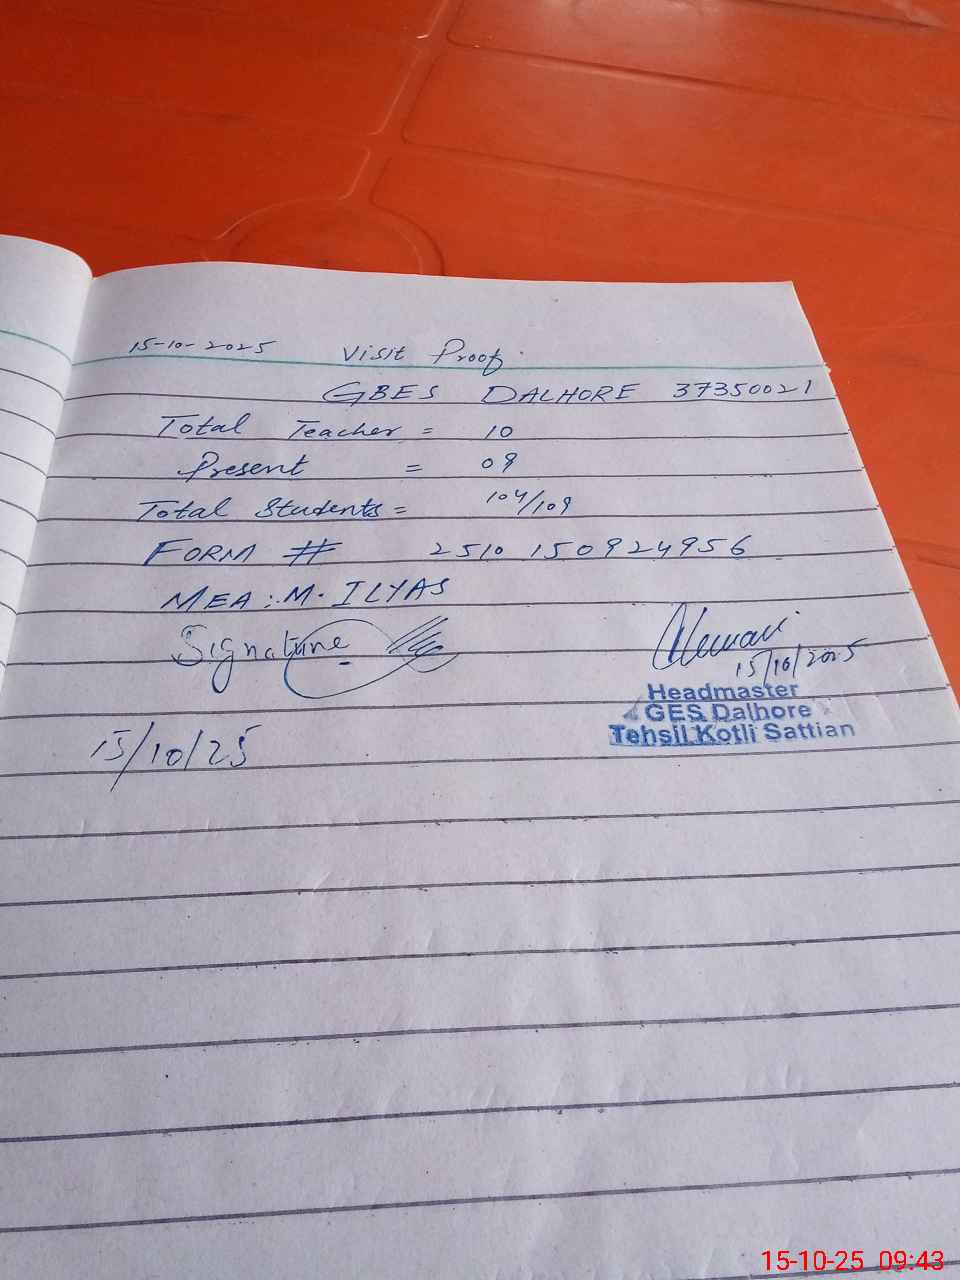 15-10-2025 Visit Proof.
GBES DALHORE 37350021
Total Teacher = 10
Present = 09
Total Students = 104/109
FORM # 2510 150924956
MEA: M. ILYAS
Signature
15/10/2025
Headmaster
GES Dalhore
Tehsil Kotli Sattian
15/10/25
15-10-25 09:43